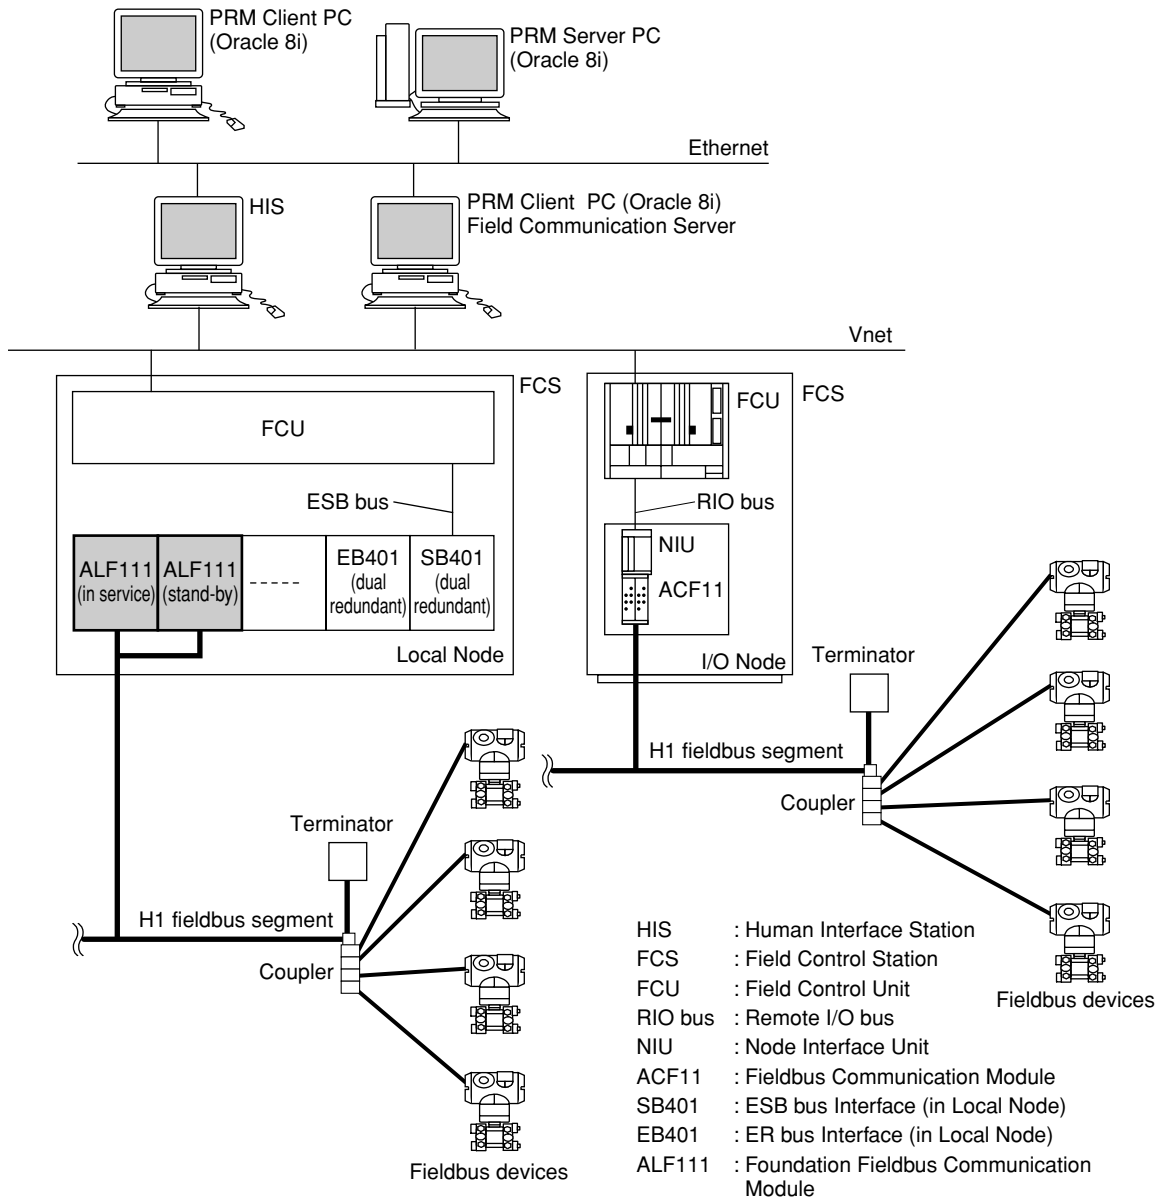 PRM Client PC
(Oracle 8i)
PRM Server PC
(Oracle 8i)
Ethernet
HIS
PRM Client  PC (Oracle 8i)
Field Communication Server
Vnet
FCS
FCU
ESB bus
ALF111
(in service)
ALF111
(stand-by)
-----
EB401
(dual
redundant)
SB401
(dual
redundant)
Local Node
FCU
FCS
RIO bus
NIU
ACF11
I/O Node
Terminator
H1 fieldbus segment
Coupler
Fieldbus devices
Terminator
H1 fieldbus segment
Coupler
Fieldbus devices
HIS : Human Interface Station
FCS : Field Control Station
FCU : Field Control Unit
RIO bus : Remote I/O bus
NIU : Node Interface Unit
ACF11 : Fieldbus Communication Module
SB401 : ESB bus Interface (in Local Node)
EB401 : ER bus Interface (in Local Node)
ALF111 : Foundation Fieldbus Communication
Module